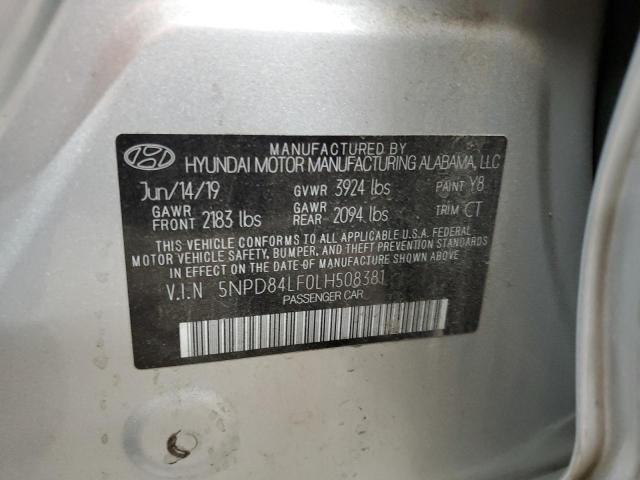 MANUFACTURED BY
HYUNDAI MOTOR MANUFACTURING ALABAMA, LLC
Jun/14/19 GVWR 3924 lbs PAINT Y8
GAWR FRONT 2183 lbs GAWR REAR 2094 lbs TRIM CT
THIS VEHICLE CONFORMS TO ALL APPLICABLE U.S.A. FEDERAL
MOTOR VEHICLE SAFETY, BUMPER, AND THEFT PREVENTION STANDARDS
IN EFFECT ON THE DATE OF MANUFACTURE SHOWN ABOVE.
V.I.N 5NPD84LF0LH508381
PASSENGER CAR